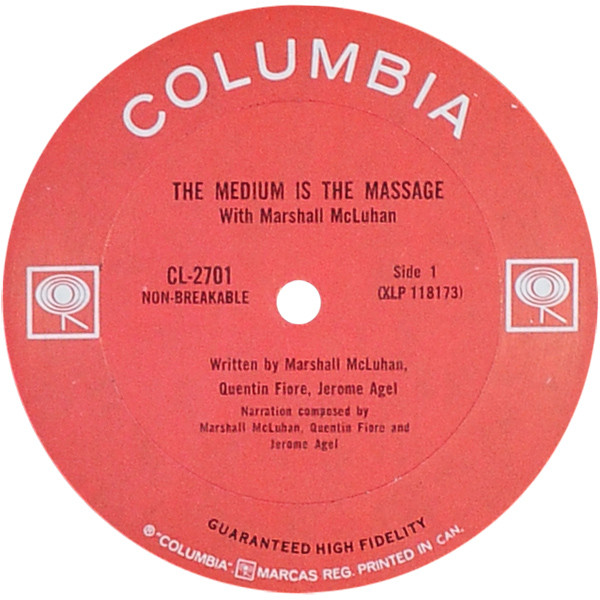 COLUMBIA
THE MEDIUM IS THE MASSAGE
With Marshall McLuhan
CL-2701
NON-BREAKABLE
Side 1
(XLP 118173)
Written by Marshall McLuhan,
Quentin Fiore, Jerome Agel
Narration composed by
Marshall McLuhan, Quentin Fiore and
Jerome Agel
GUARANTEED HIGH FIDELITY
® "COLUMBIA", MARCAS REG. PRINTED IN CAN.